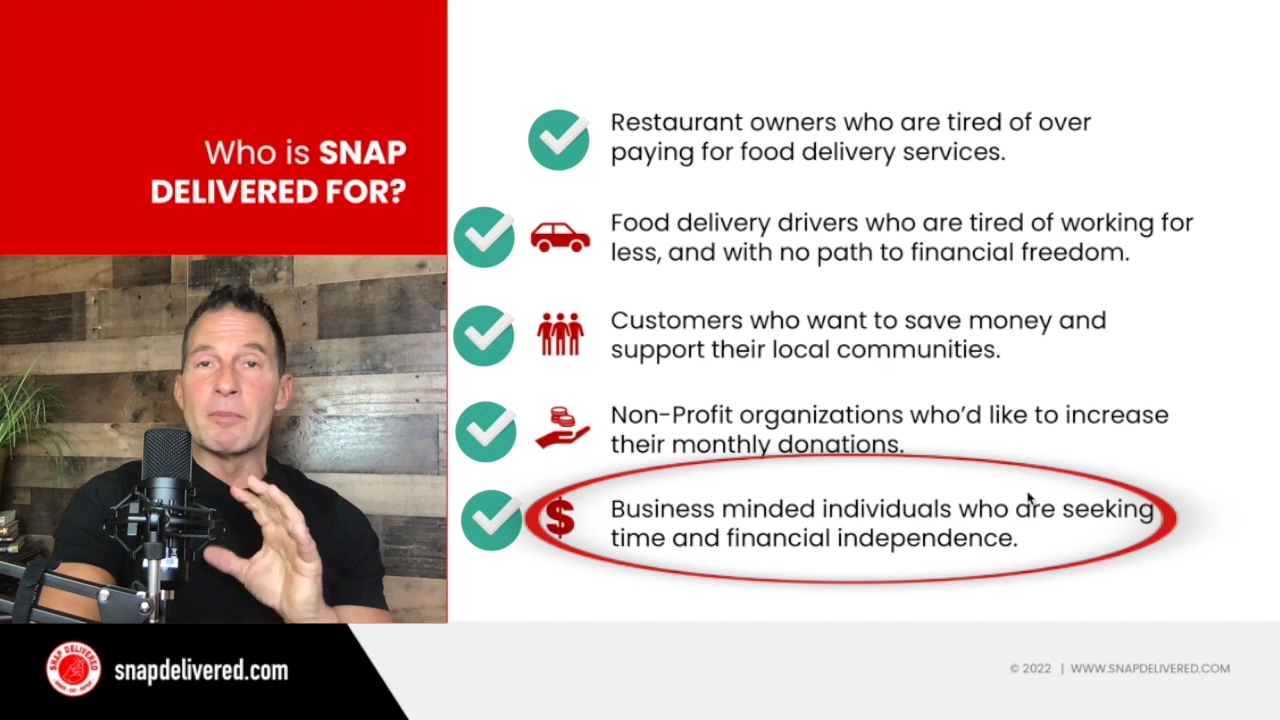 Who is SNAP
DELIVERED FOR?
Restaurant owners who are tired of over
paying for food delivery services.
Food delivery drivers who are tired of working for
less, and with no path to financial freedom.
Customers who want to save money and
support their local communities.
Non-Profit organizations who'd like to increase
their monthly donations.
$ Business minded individuals who are seeking
time and financial independence.
SNAP DELIVERED
snapdelivered.com
© 2022 | WWW.SNAPDELIVERED.COM